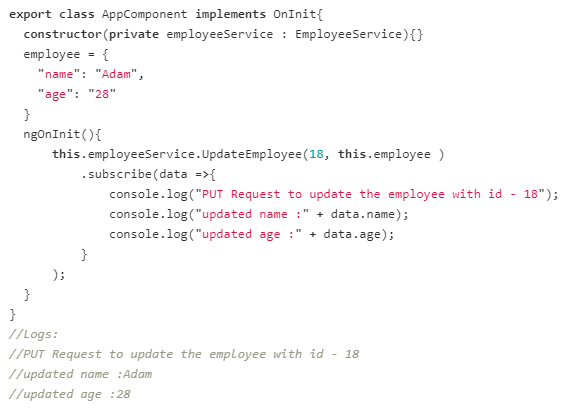 export class AppComponent implements OnInit{
  constructor(private employeeService : EmployeeService){}
  employee = {
    "name": "Adam",
    "age": "28"
  }
  ngOnInit(){
      this.employeeService.UpdateEmployee(18, this.employee )
          .subscribe(data =>{
              console.log("PUT Request to update the employee with id - 18");
              console.log("updated name :" + data.name);
              console.log("updated age :" + data.age);
          }
      );
  }
}
//Logs:
//PUT Request to update the employee with id - 18
//updated name :Adam
//updated age :28